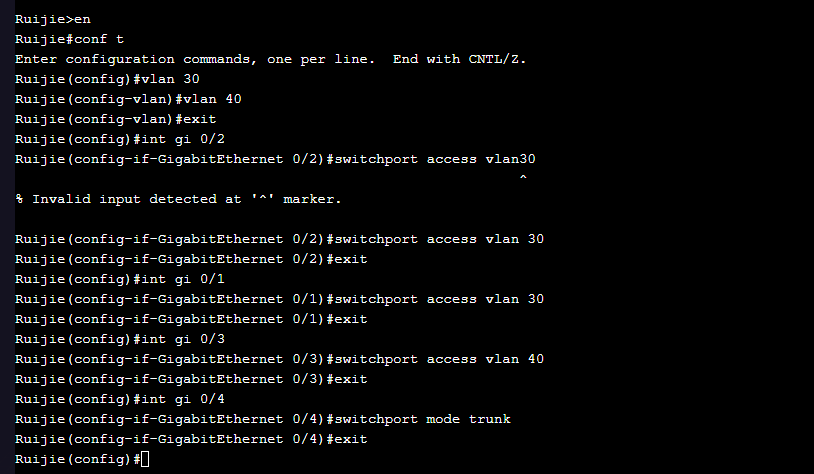 Ruijie>en
Ruijie#conf t
Enter configuration commands, one per line.  End with CNTL/Z.
Ruijie(config)#vlan 30
Ruijie(config-vlan)#vlan 40
Ruijie(config-vlan)#exit
Ruijie(config)#int gi 0/2
Ruijie(config-if-GigabitEthernet 0/2)#switchport access vlan30
^
% Invalid input detected at '^' marker.
Ruijie(config-if-GigabitEthernet 0/2)#switchport access vlan 30
Ruijie(config-if-GigabitEthernet 0/2)#exit
Ruijie(config)#int gi 0/1
Ruijie(config-if-GigabitEthernet 0/1)#switchport access vlan 30
Ruijie(config-if-GigabitEthernet 0/1)#exit
Ruijie(config)#int gi 0/3
Ruijie(config-if-GigabitEthernet 0/3)#switchport access vlan 40
Ruijie(config-if-GigabitEthernet 0/3)#exit
Ruijie(config)#int gi 0/4
Ruijie(config-if-GigabitEthernet 0/4)#switchport mode trunk
Ruijie(config-if-GigabitEthernet 0/4)#exit
Ruijie(config)#